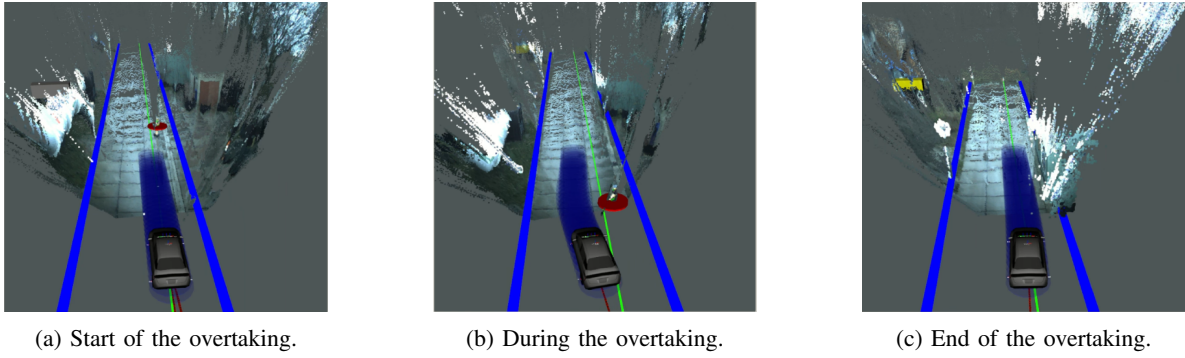 (a) Start of the overtaking.
(b) During the overtaking.
(c) End of the overtaking.